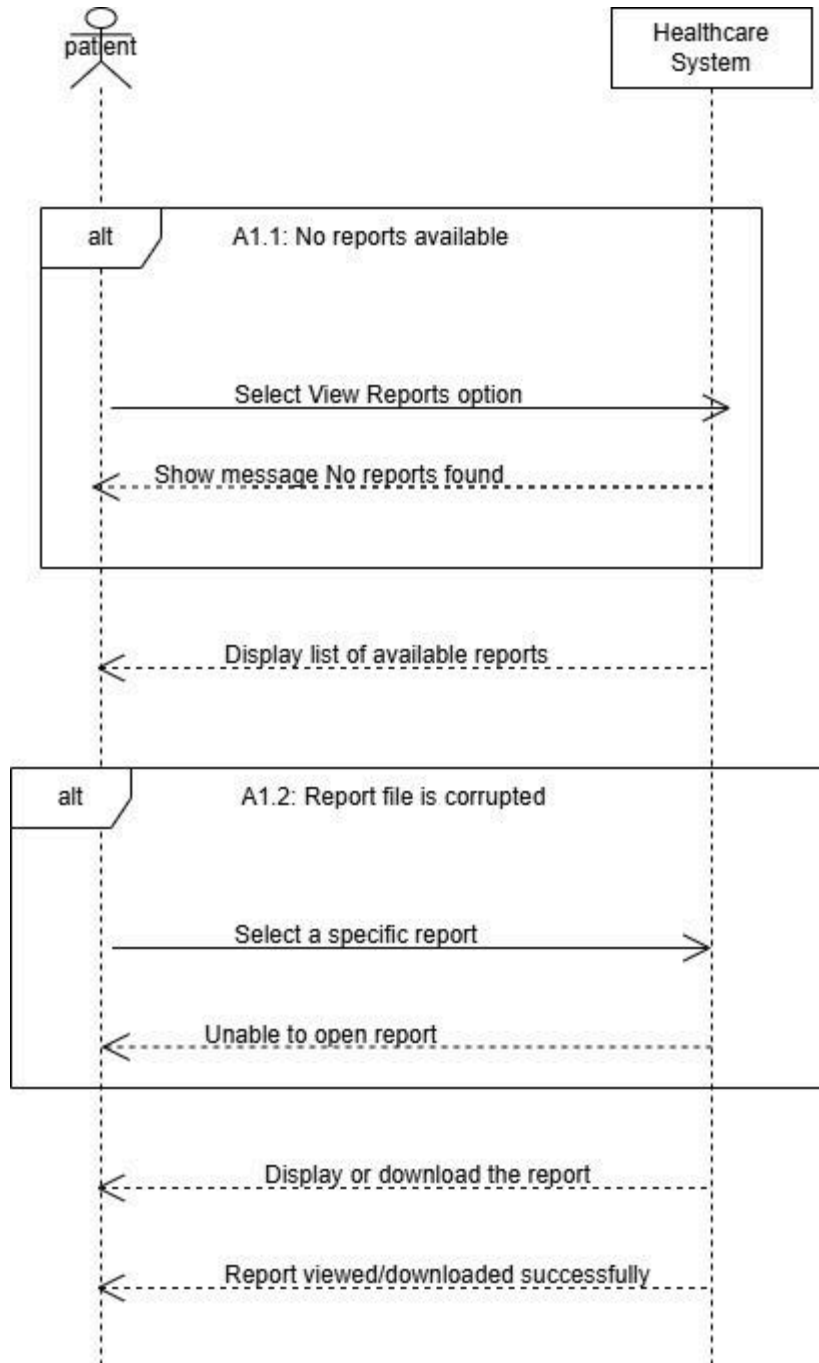 patient
Healthcare
System
alt
A1.1: No reports available
Select View Reports option
Show message No reports found
Display list of available reports
alt
A1.2: Report file is corrupted
Select a specific report
Unable to open report
Display or download the report
Report viewed/downloaded successfully